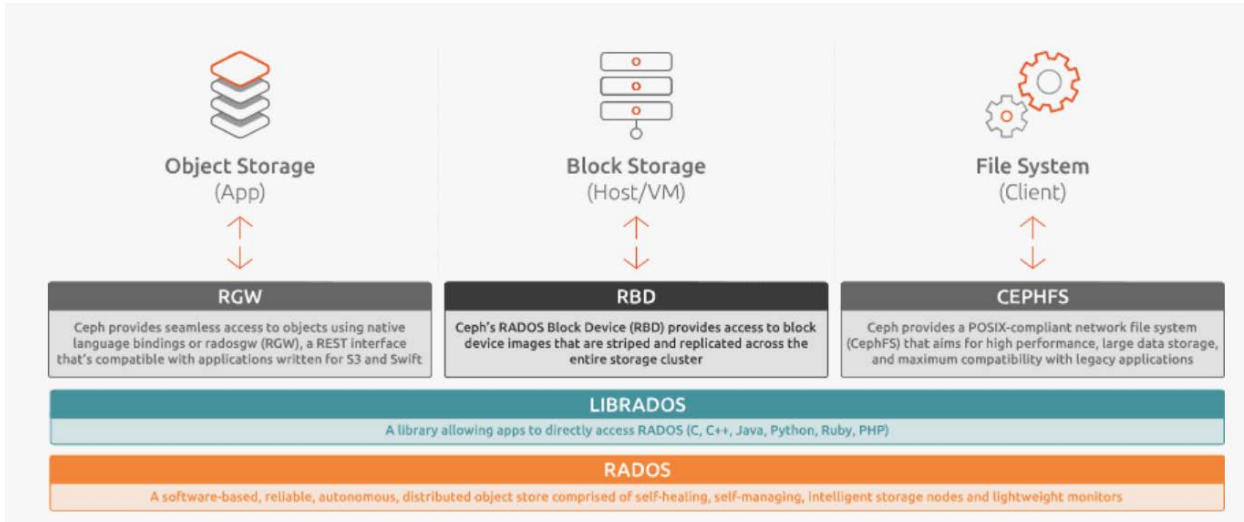 Object Storage
(App)
Block Storage
(Host/VM)
File System
(Client)
RGW
Ceph provides seamless access to objects using native
language bindings or radosgw (RGW), a REST interface
that's compatible with applications written for S3 and Swift
RBD
Ceph's RADOS Block Device (RBD) provides access to block
device images that are striped and replicated across the
entire storage cluster
CEPHFS
Ceph provides a POSIX-compliant network file system
(CephFS) that aims for high performance, large data storage,
and maximum compatibility with legacy applications
LIBRADOS
A library allowing apps to directly access RADOS (C, C++, Java, Python, Ruby, PHP)
RADOS
A software-based, reliable, autonomous, distributed object store comprised of self-healing, self-managing, intelligent storage nodes and lightweight monitors